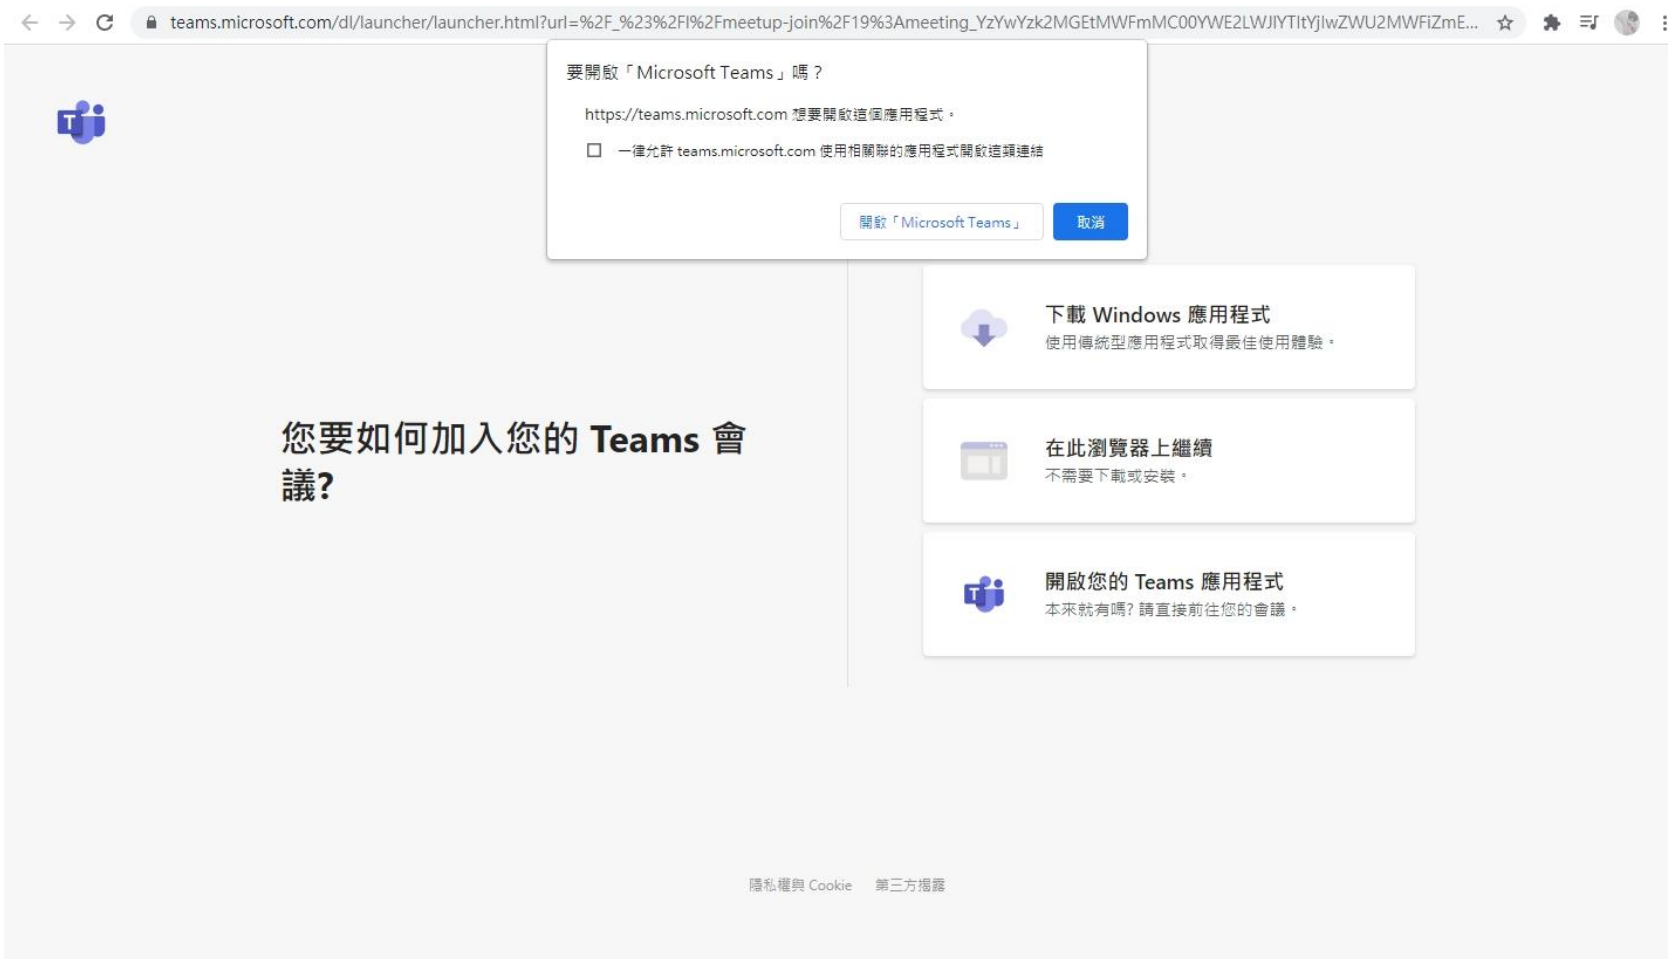 teams.microsoft.com/dl/launcher/launcher.html?url=%2F_%23%2Fl%2Fmeetup-join%2F19%3Ameeting_YzYwYzk2MGEtMWFmMC00YWE2LWJlYTItYjIwZWU2MWFiZmE...
要開啟「Microsoft Teams」嗎？
https://teams.microsoft.com 想要開啟這個應用程式。
一律允許 teams.microsoft.com 使用相關聯的應用程式開啟這類連結
開啟「Microsoft Teams」 取消
T
您要如何加入您的 Teams 會
議?
下載 Windows 應用程式
使用傳統型應用程式取得最佳使用體驗。
在此瀏覽器上繼續
不需要下載或安裝。
T
開啟您的 Teams 應用程式
本來就有嗎? 請直接前往您的會議。
隱私權與 Cookie 第三方揭露